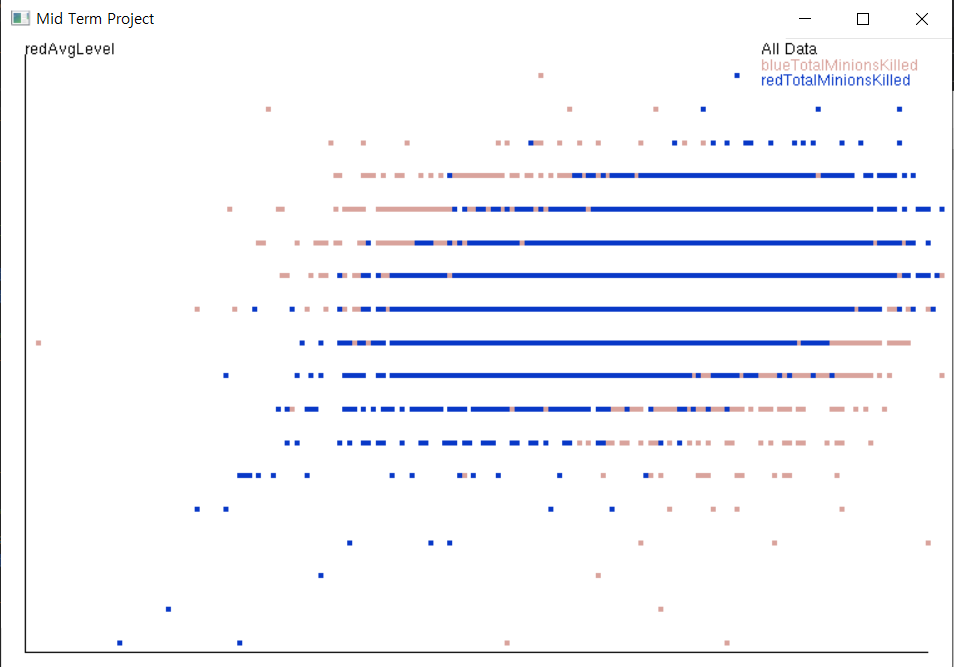 Mid Term Project
redAvgLevel
All Data
blueTotalMinionsKilled
redTotalMinionsKilled